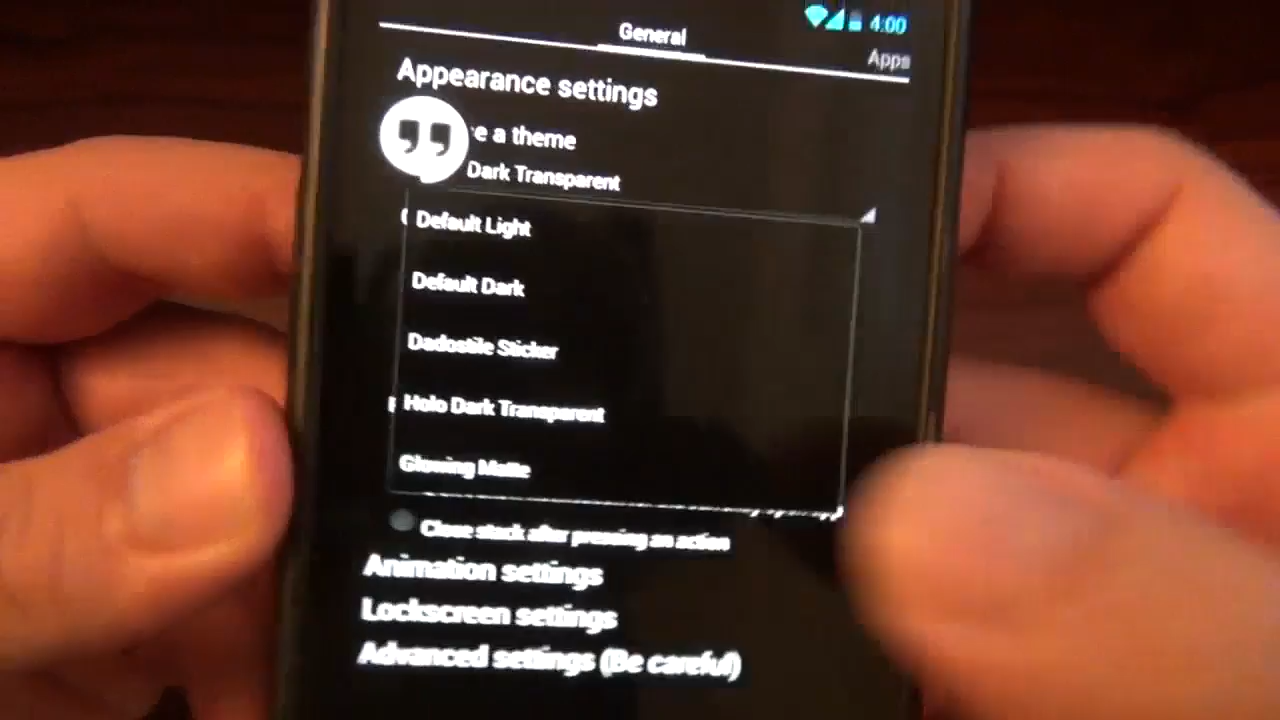 4:00
General
Apps
Appearance settings
e a theme
Dark Transparent
Default Light
Default Dark
Dadostile Sticker
Holo Dark Transparent
Glowing Matte
Close stack after pressing an action
Animation settings
Lockscreen settings
Advanced settings (Be careful)